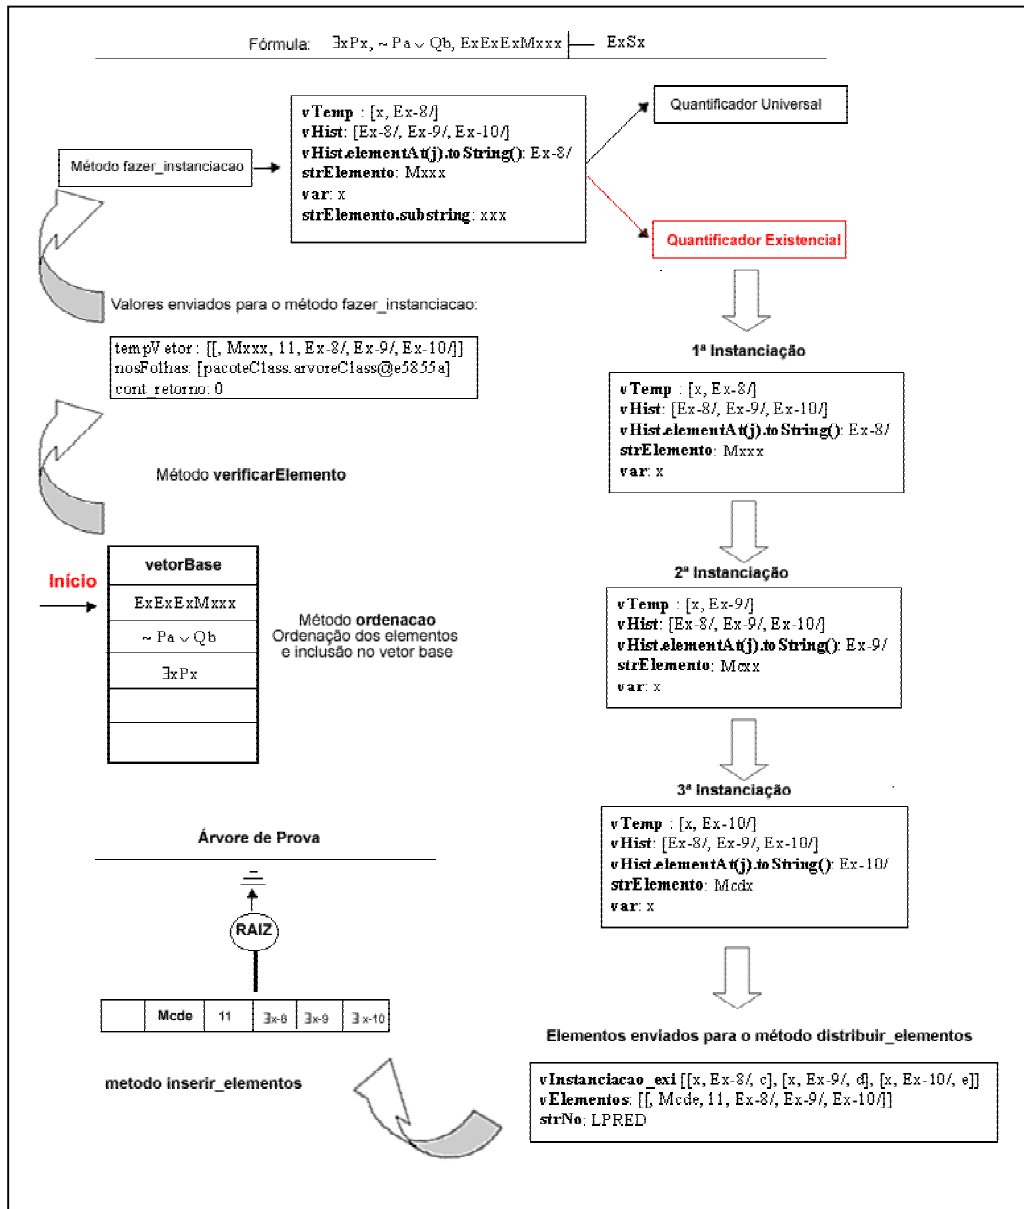 Fórmula: ∃xPx, ~ Pa ∨ Qb, ExExExMxxx ├── ExSx
Método fazer_instanciacao
vTemp : [x, Ex-8/]
vHist: [Ex-8/, Ex-9/, Ex-10/]
vHist.elementAt(j).toString(): Ex-8/
strElemento: Mxxx
var: x
strElemento.substring: xxx
Quantificador Universal
Quantificador Existencial
Valores enviados para o método fazer_instanciacao:
tempVetor: [[, Mxxx, 11, Ex-8/, Ex-9/, Ex-10/]]
nosFolhas: [pacoteClass.arvoreClass@e5855a]
cont_retorno: 0
Método verificarElemento
Início
vetorBase
ExExExMxxx
~ Pa ∨ Qb
∃xPx
Método ordenacao
Ordenação dos elementos
e inclusão no vetor base
1ª Instanciação
vTemp : [x, Ex-8/]
vHist: [Ex-8/, Ex-9/, Ex-10/]
vHist.elementAt(j).toString(): Ex-8/
strElemento: Mxxx
var: x
2ª Instanciação
vTemp : [x, Ex-9/]
vHist: [Ex-8/, Ex-9/, Ex-10/]
vHist.elementAt(j).toString(): Ex-9/
strElemento: Mcxx
var: x
3ª Instanciação
vTemp : [x, Ex-10/]
vHist: [Ex-8/, Ex-9/, Ex-10/]
vHist.elementAt(j).toString(): Ex-10/
strElemento: Mcdx
var: x
Elementos enviados para o método distribuir_elementos
vInstanciacao_exi [[x, Ex-8/, c], [x, Ex-9/, d], [x, Ex-10/, e]]
vElementos: [[, Mcde, 11, Ex-8/, Ex-9/, Ex-10/]]
strNo: LPRED
Árvore de Prova
RAIZ
Mcde 11 ∃x-8 ∃x-9 ∃x-10
metodo inserir_elementos